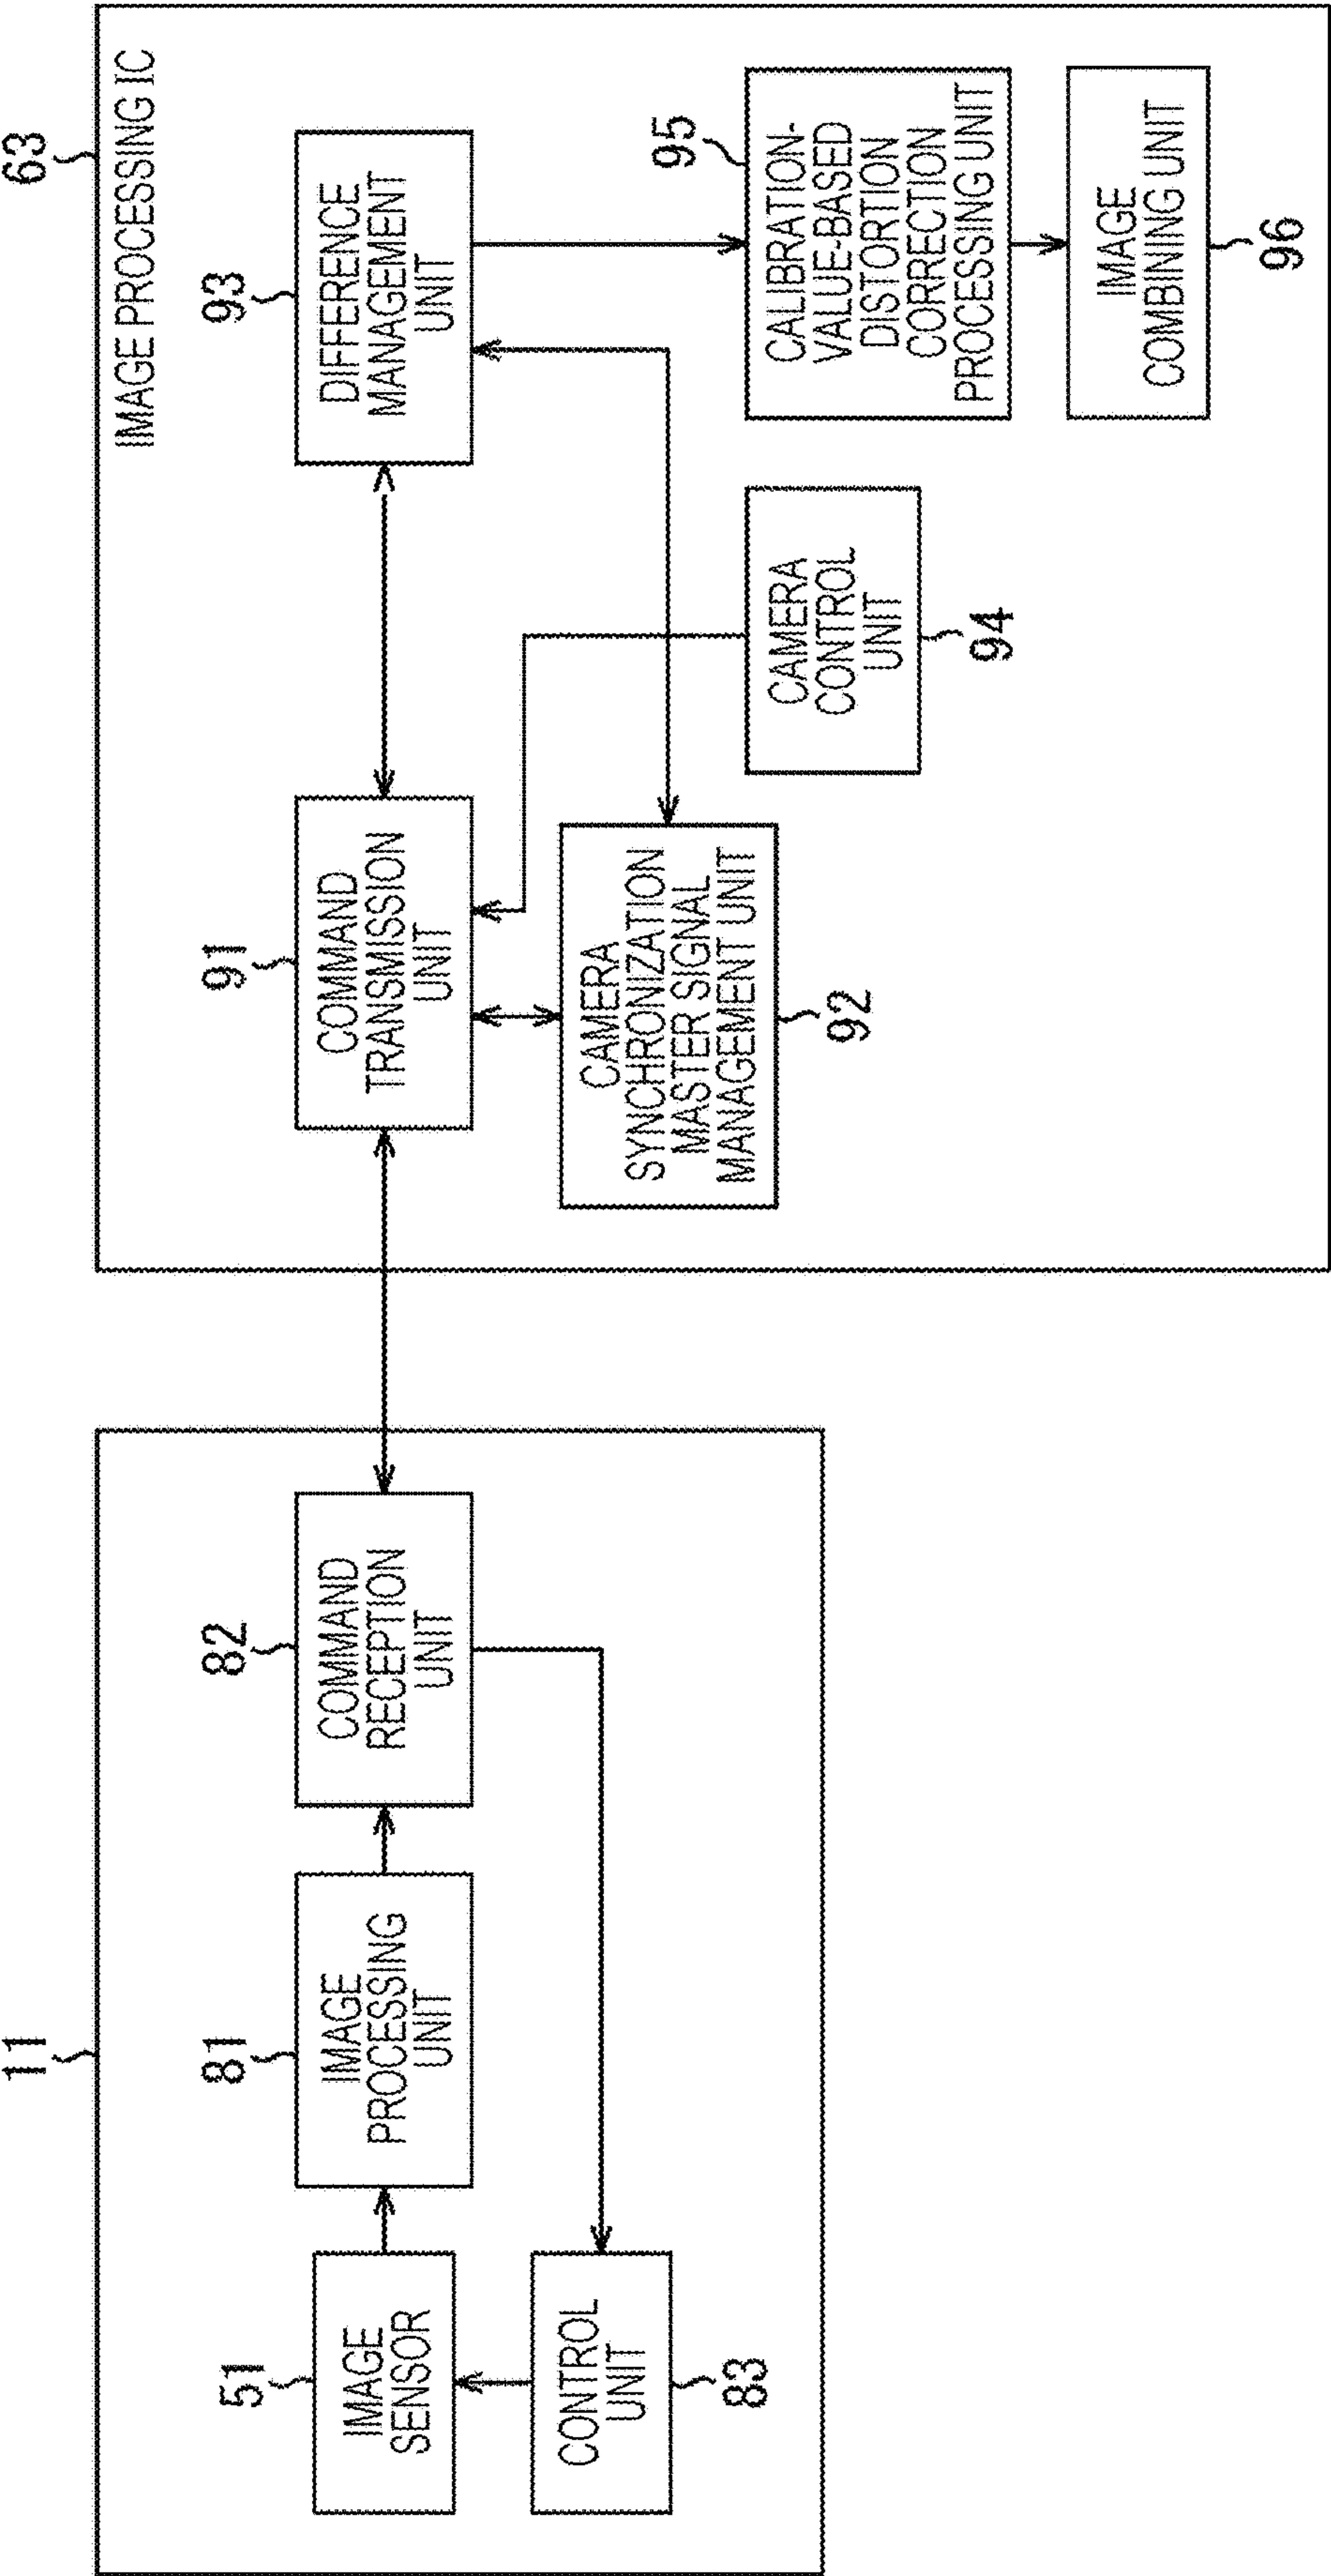 11
51
IMAGE
SENSOR
81
IMAGE
PROCESSING
UNIT
82
COMMAND
RECEPTION
UNIT
CONTROL
UNIT
83
63
IMAGE PROCESSING IC
91
COMMAND
TRANSMISSION
UNIT
93
DIFFERENCE
MANAGEMENT
UNIT
CAMERA
SYNCHRONIZATION
MASTER SIGNAL
MANAGEMENT UNIT
92
CAMERA
CONTROL
UNIT
94
95
CALIBRATION-
VALUE-BASED
DISTORTION
CORRECTION
PROCESSING UNIT
IMAGE
COMBINING UNIT
96